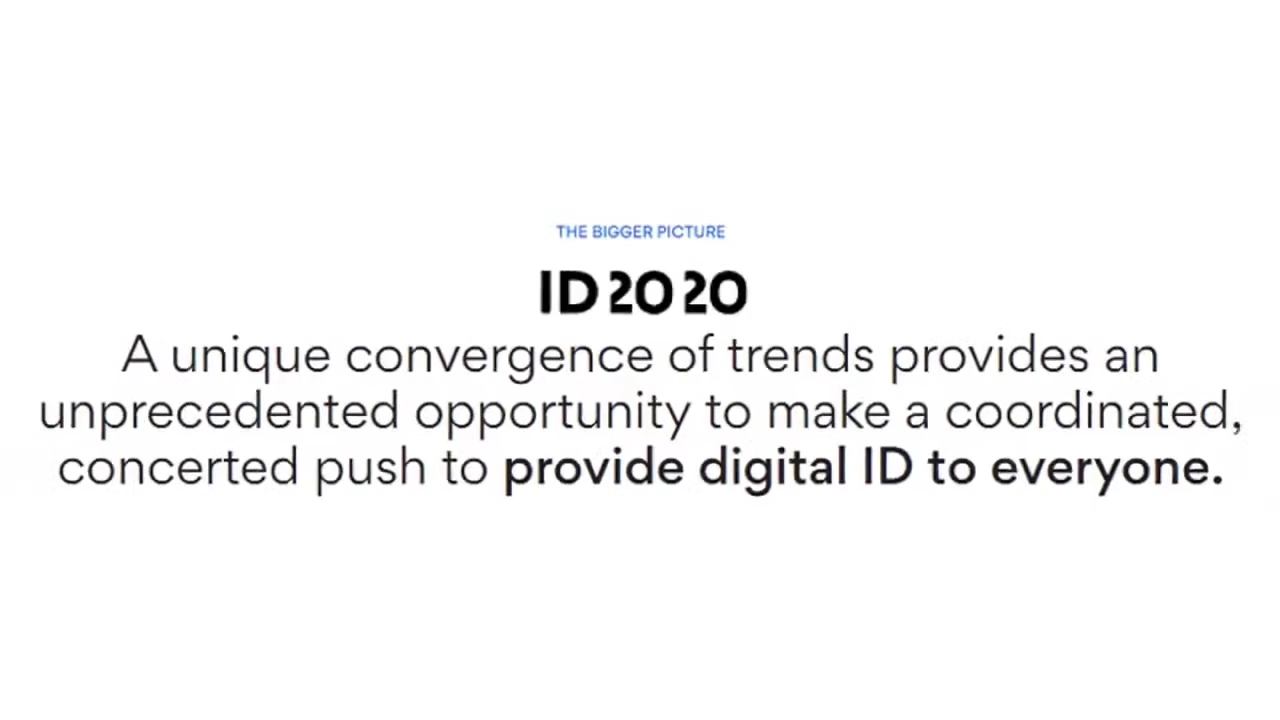 THE BIGGER PICTURE
ID2020
A unique convergence of trends provides an
unprecedented opportunity to make a coordinated,
concerted push to provide digital ID to everyone.